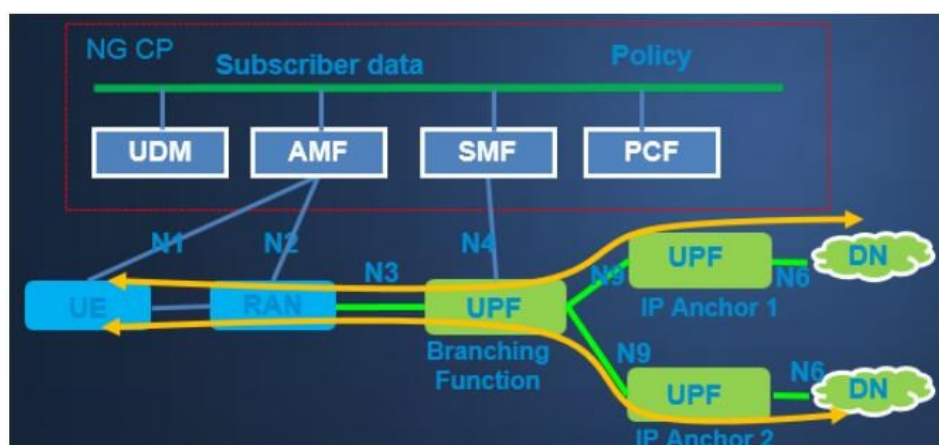 NG CP
Subscriber data
Policy
UDM
AMF
SMF
PCF
N1
N2
N4
N3
UE
RAN
UPF
Branching
Function
N9
UPF
N6
DN
IP Anchor 1
N9
UPF
N6
DN
IP Anchor 2